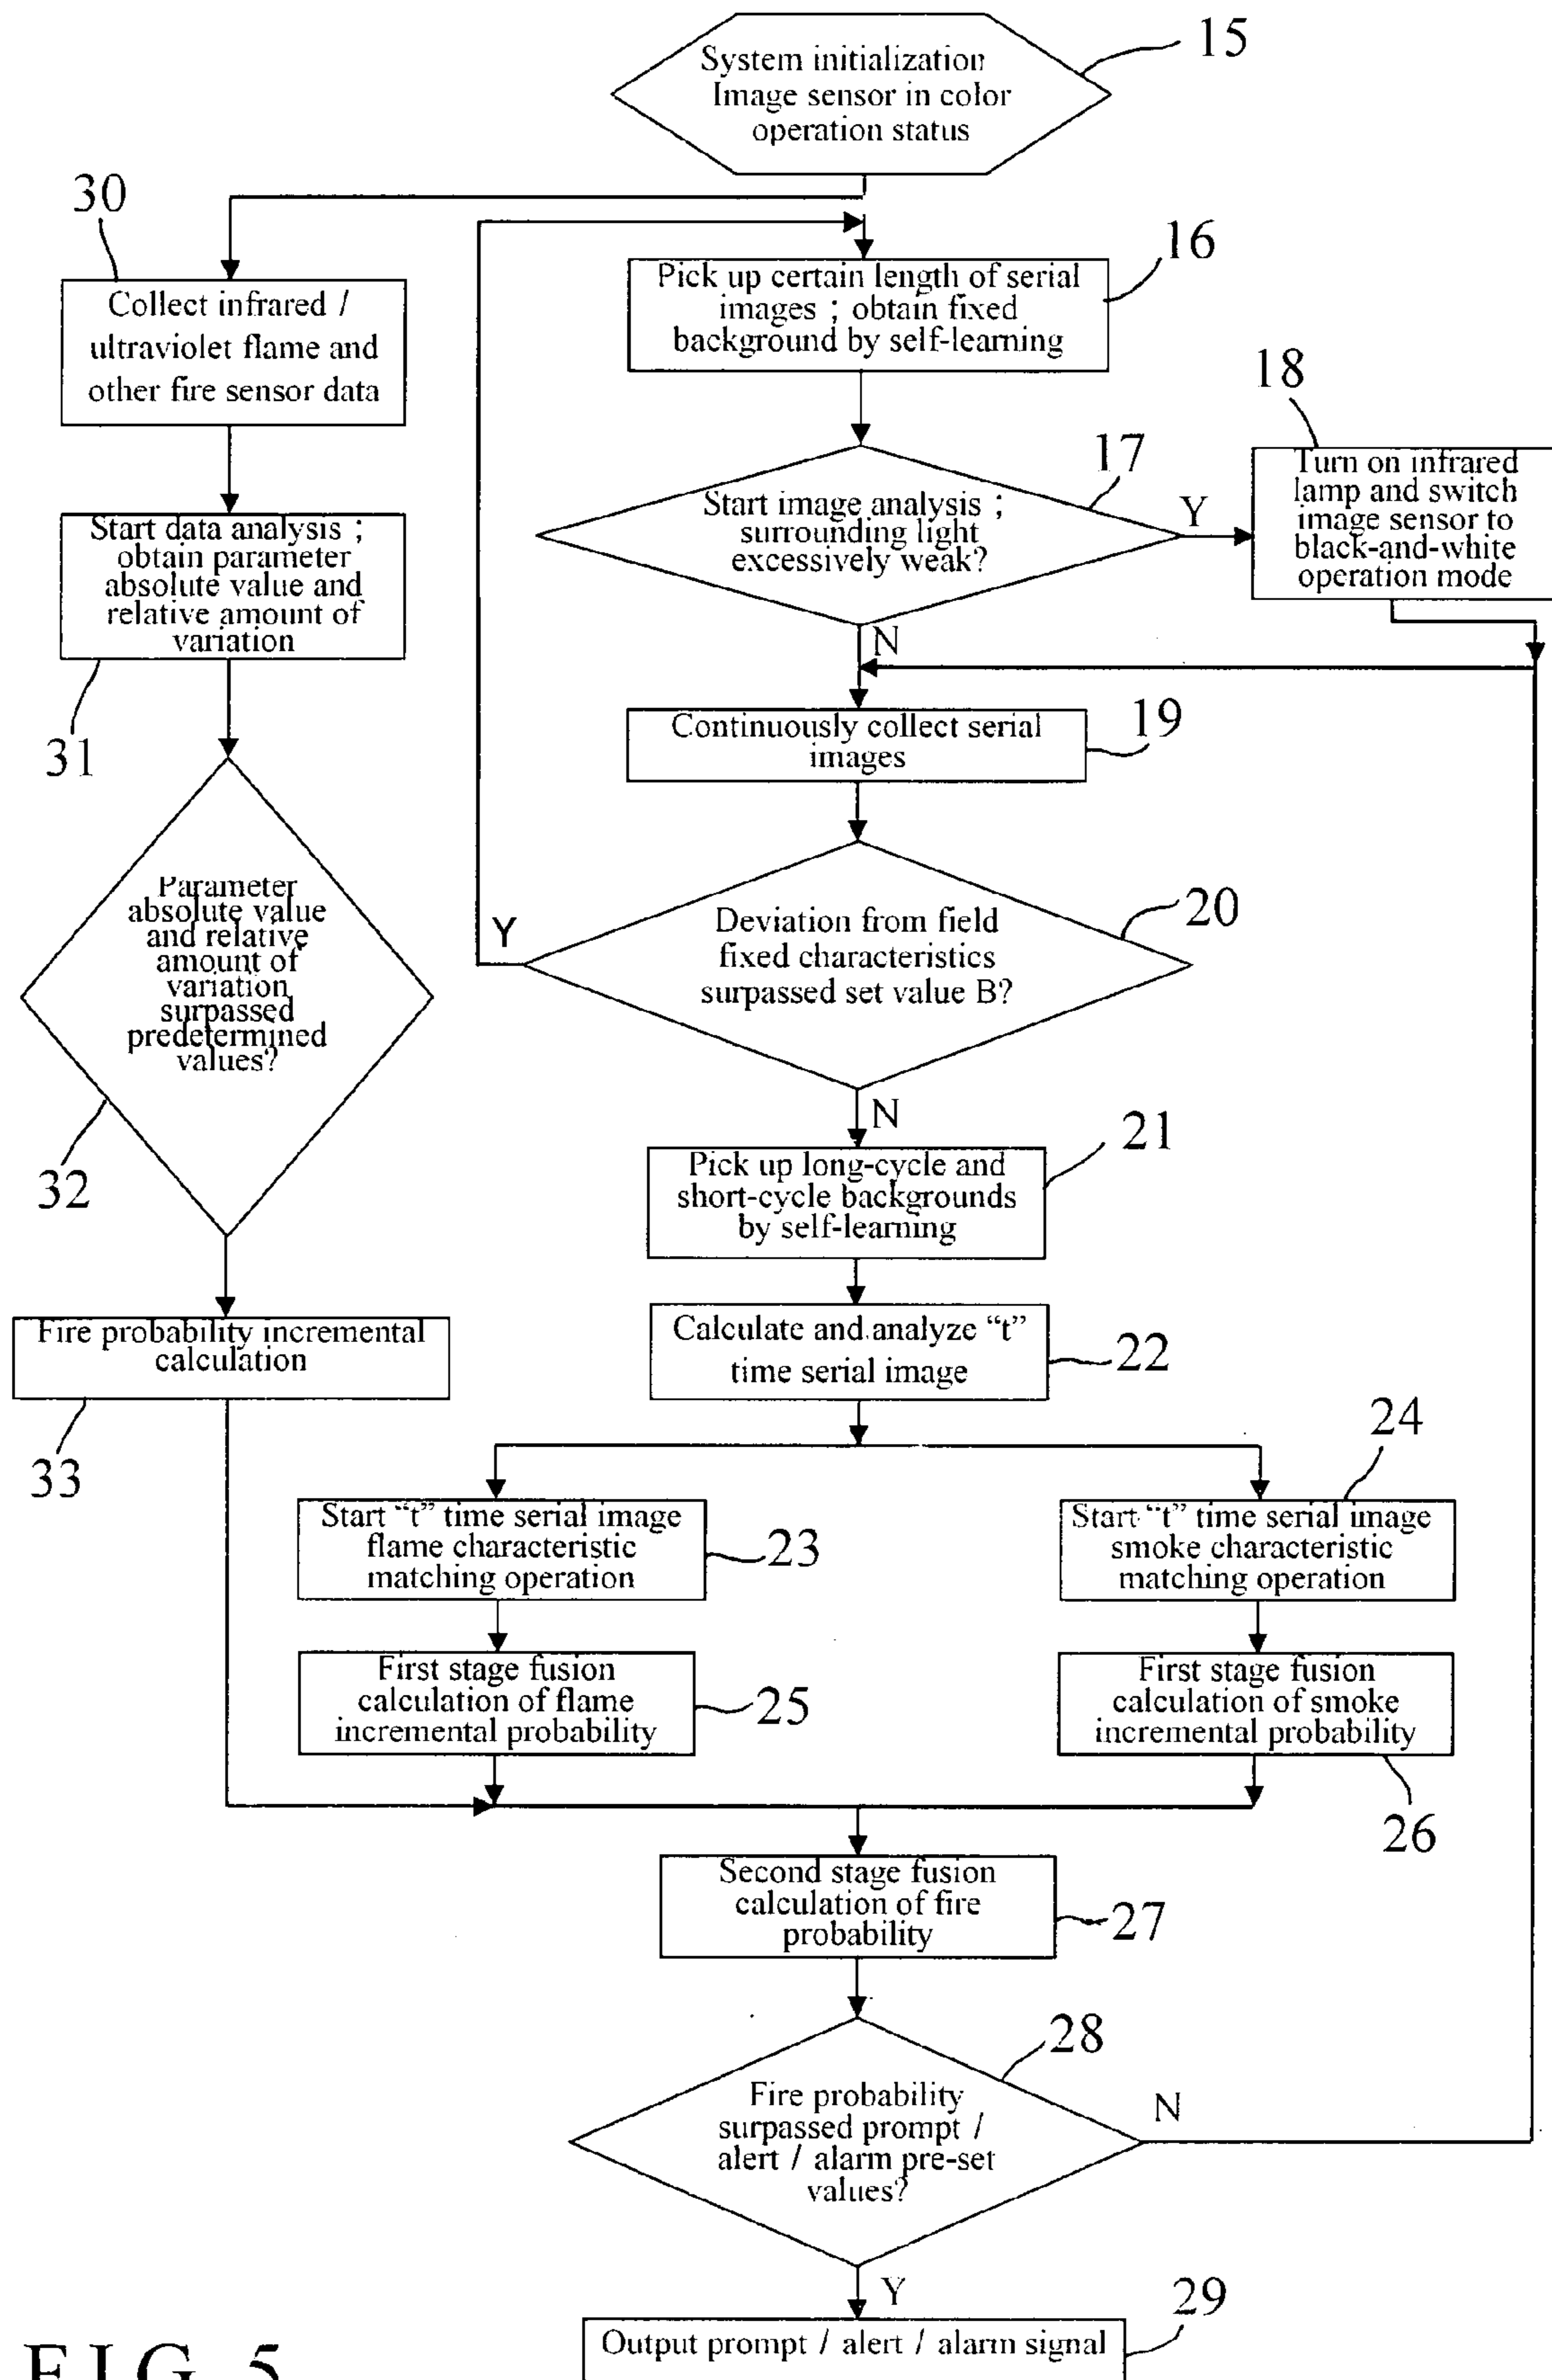 System initialization
Image sensor in color
operation status
15
30
Collect infrared /
ultraviolet flame and
other fire sensor data
16
Pick up certain length of serial
images ; obtain fixed
background by self-learning
17
Start image analysis ;
surrounding light
excessively weak?
Y
N
18
Turn on infrared
lamp and switch
image sensor to
black-and-white
operation mode
Start data analysis ;
obtain parameter
absolute value and
relative amount of
variation
31
19
Continuously collect serial
images
Parameter
absolute value
and relative
amount of
variation
surpassed
predetermined
values?
32
20
Deviation from field
fixed characteristics
surpassed set value B?
Y
N
21
Pick up long-cycle and
short-cycle backgrounds
by self-learning
Fire probability incremental
calculation
33
Calculate and analyze “t”
time serial image
22
Start “t” time serial image
flame characteristic
matching operation
23
24
Start “t” time serial image
smoke characteristic
matching operation
First stage fusion
calculation of flame
incremental probability
25
First stage fusion
calculation of smoke
incremental probability
26
Second stage fusion
calculation of fire
probability
27
28
Fire probability
surpassed prompt /
alert / alarm pre-set
values?
N
Y
29
Output prompt / alert / alarm signal
FIG. 5